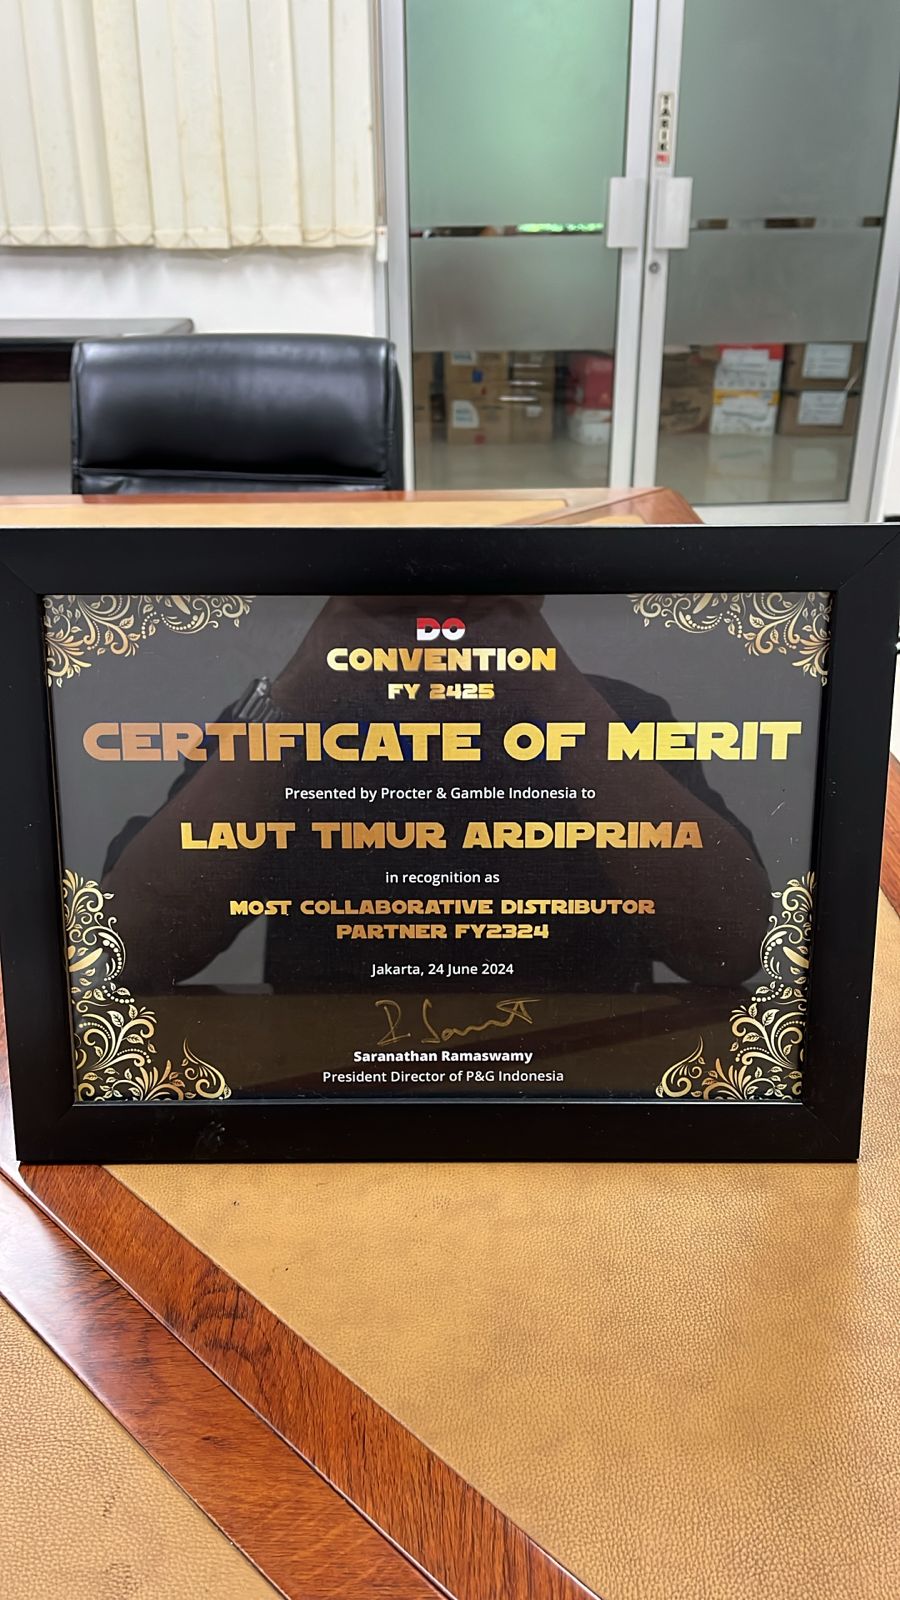 TARIK
DO
CONVENTION
FY 2425
CERTIFICATE OF MERIT
Presented by Procter & Gamble Indonesia to
LAUT TIMUR ARDIPRIMA
in recognition as
MOST COLLABORATIVE DISTRIBUTOR
PARTNER FY2324
Jakarta, 24 June 2024
Saranathan Ramaswamy
President Director of P&G Indonesia